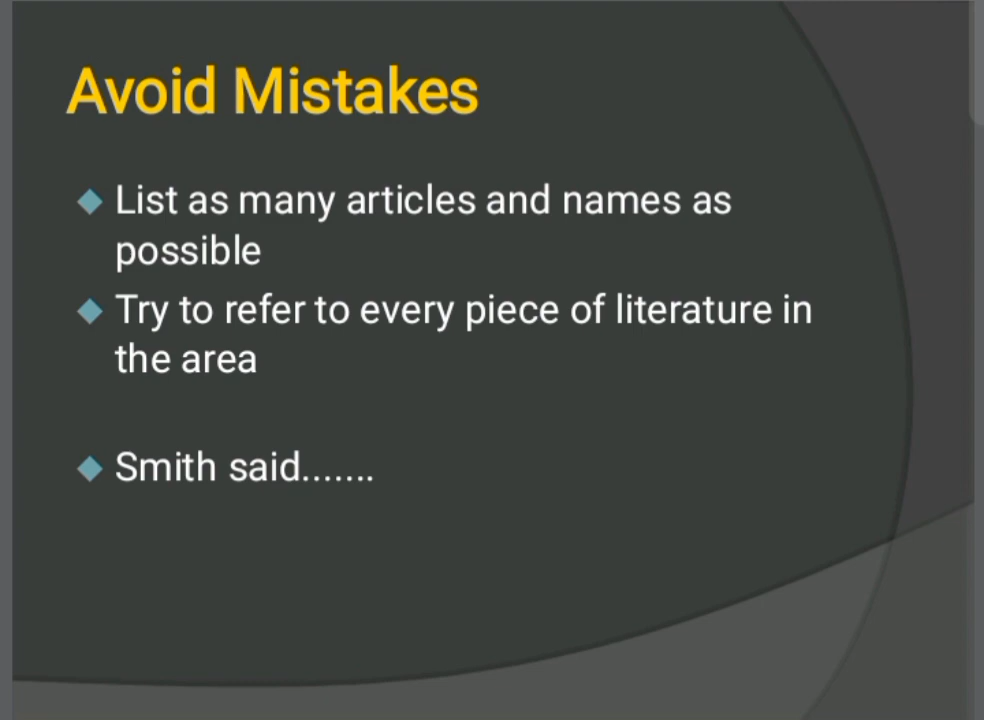 Avoid Mistakes
List as many articles and names as
possible
Try to refer to every piece of literature in
the area
Smith said.......